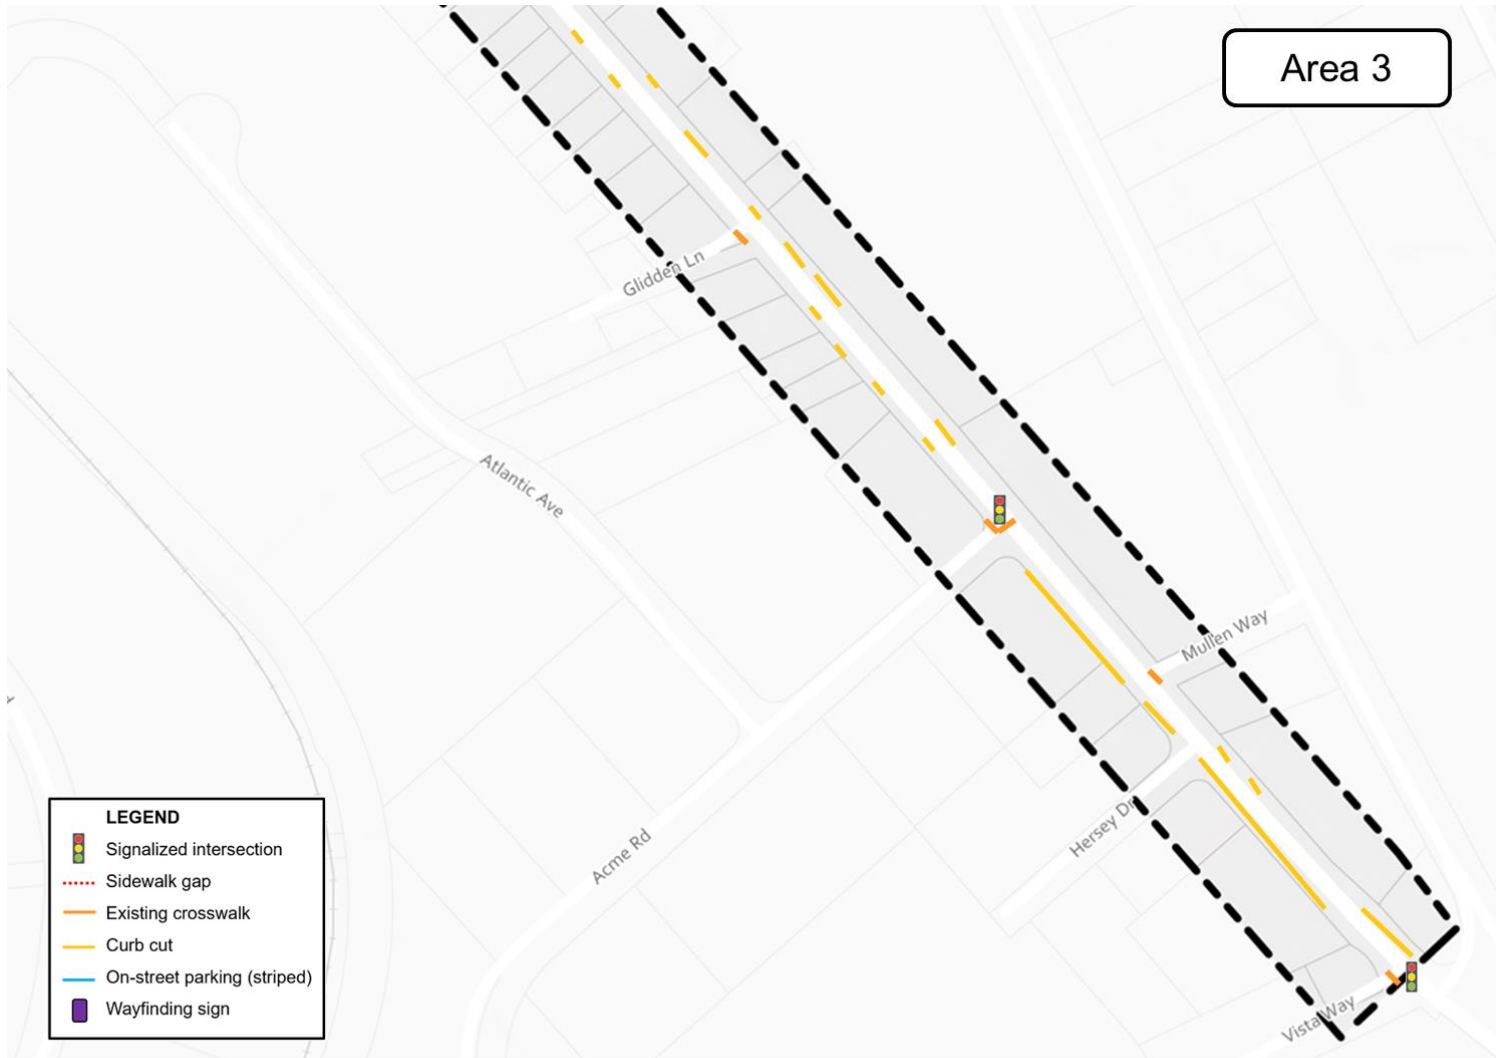 Area 3
Glidden Ln
Atlantic Ave
Mullen Way
Hersey Dr
Acme Rd
Vista Way
LEGEND
Signalized intersection
Sidewalk gap
Existing crosswalk
Curb cut
On-street parking (striped)
Wayfinding sign